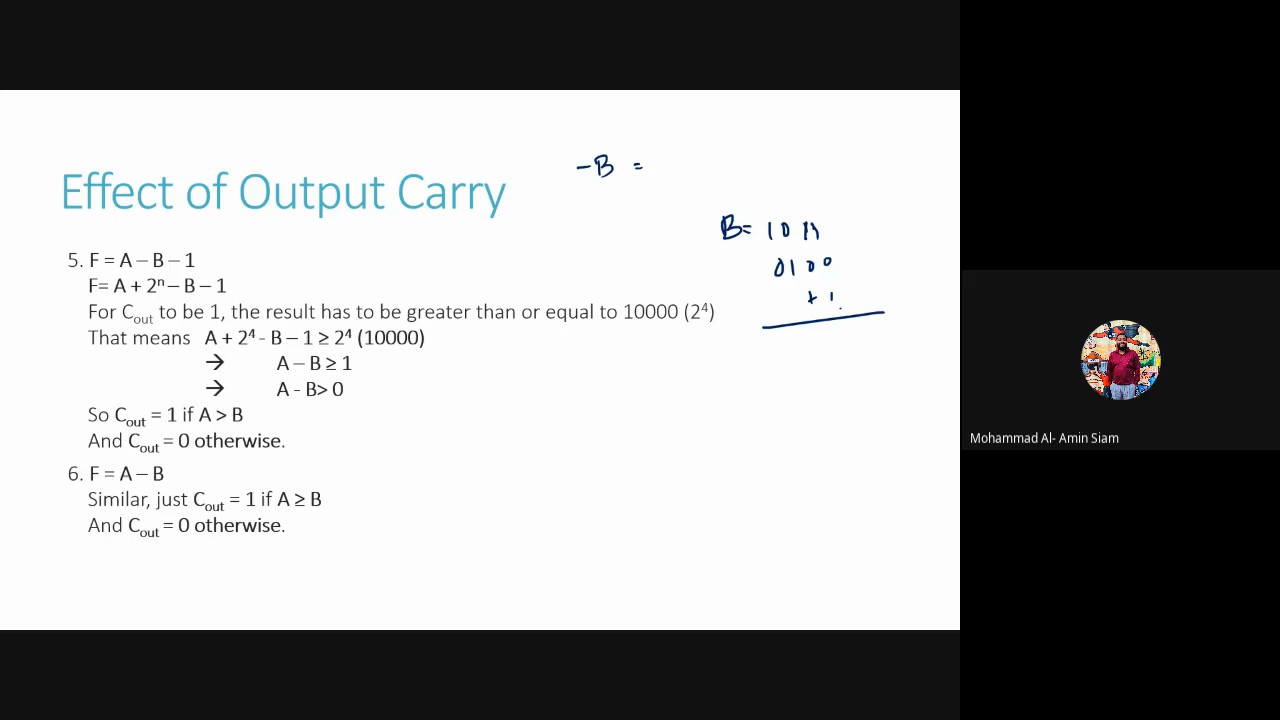 Effect of Output Carry
-B =
B= 1011
0100
+ 1
5. F = A – B – 1
F= A + 2ⁿ – B – 1
For Cout to be 1, the result has to be greater than or equal to 10000 (2⁴)
That means A + 2⁴ - B – 1 ≥ 2⁴ (10000)
→ A – B ≥ 1
→ A - B> 0
So Cout = 1 if A > B
And Cout = 0 otherwise.
6. F = A – B
Similar, just Cout = 1 if A ≥ B
And Cout = 0 otherwise.
Mohammad Al- Amin Siam